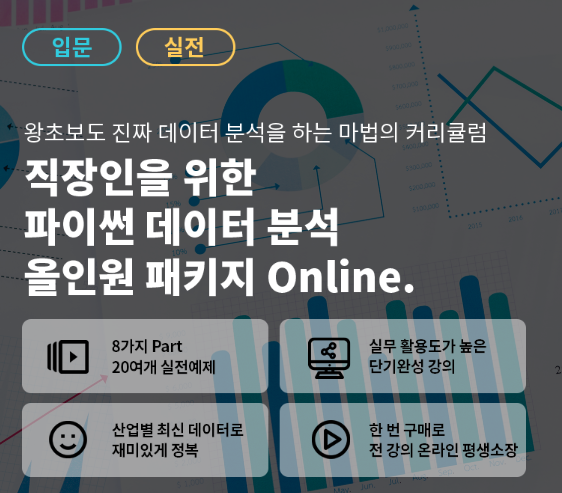 입문
실전
왕초보도 진짜 데이터 분석을 하는 마법의 커리큘럼
직장인을 위한
파이썬 데이터 분석
올인원 패키지 Online.
8가지 Part
20여개 실전예제
실무 활용도가 높은
단기완성 강의
산업별 최신 데이터로
재미있게 정복
한 번 구매로
전 강의 온라인 평생소장